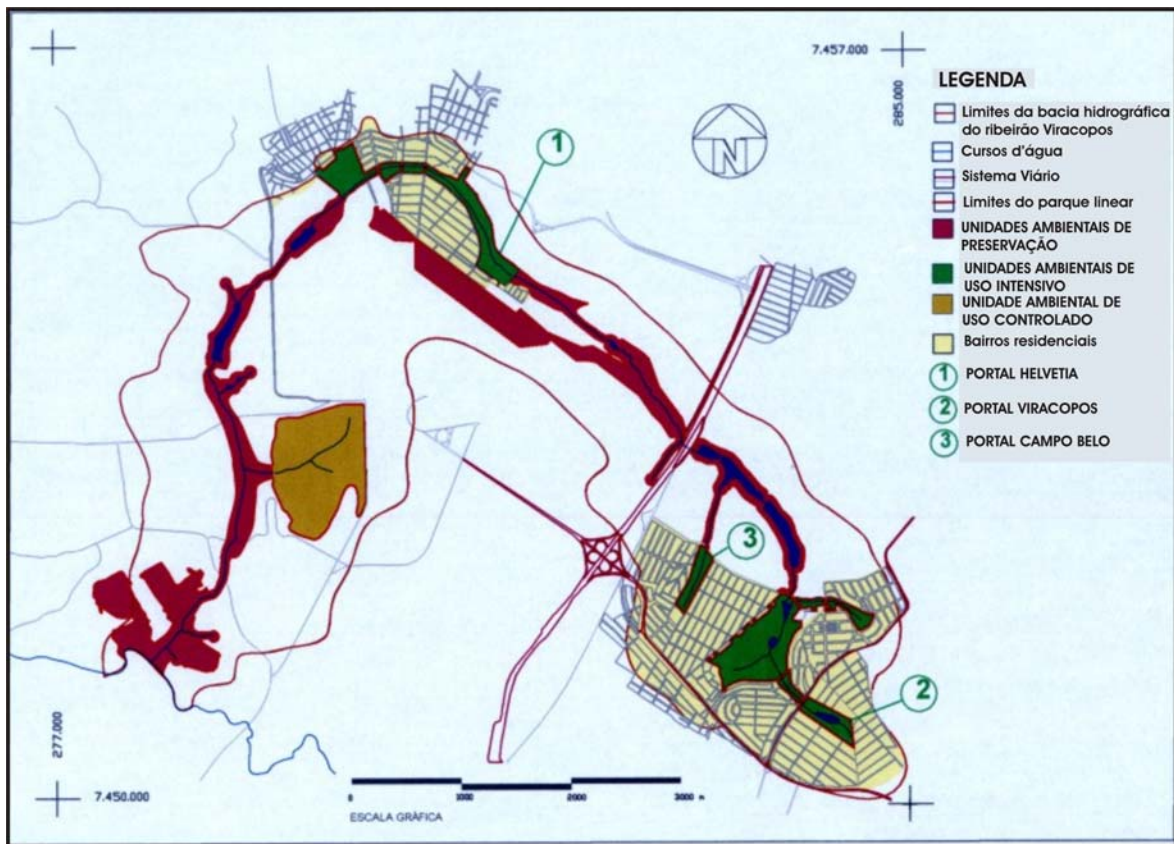 7.457.000
285.000
LEGENDA
Limites da bacia hidrográfica
do ribeirão Viracopos
Cursos d'água
Sistema Viário
Limites do parque linear
UNIDADES AMBIENTAIS DE
PRESERVAÇÃO
UNIDADES AMBIENTAIS DE
USO INTENSIVO
UNIDADE AMBIENTAL DE
USO CONTROLADO
Bairros residenciais
1 PORTAL HELVETIA
2 PORTAL VIRACOPOS
3 PORTAL CAMPO BELO
1
N
3
2
277.000
7.450.000
0 1000 2000 3000 m
ESCALA GRÀFICA